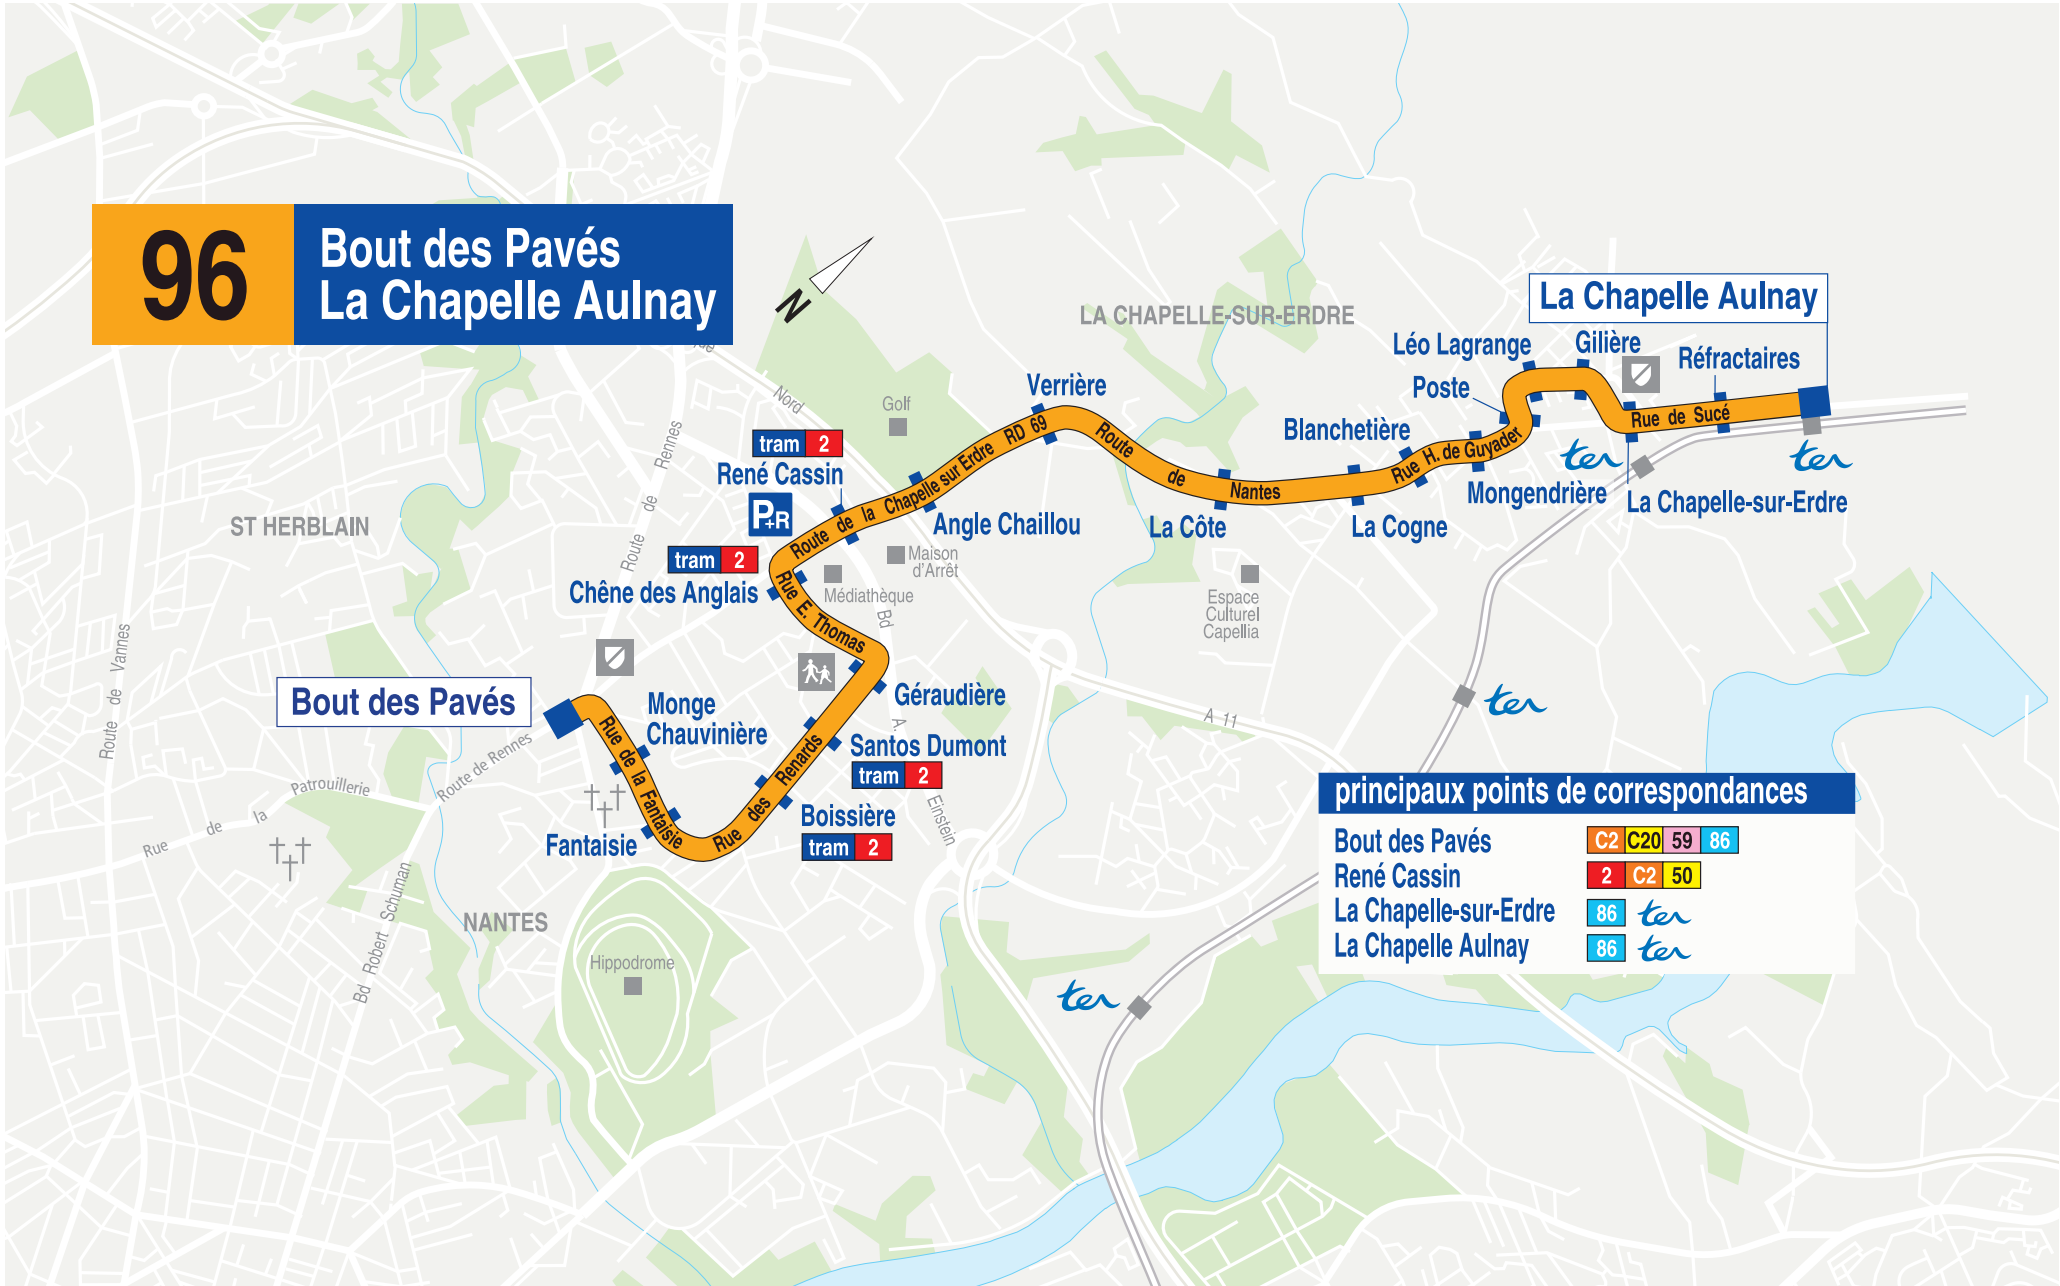 96
Bout des Pavés
La Chapelle Aulnay
N
LA CHAPELLE-SUR-ERDRE
La Chapelle Aulnay
Léo Lagrange
Gilière
Réfractaires
Poste
Verrière
Blanchetière
Nord
Golf
Rue de Sucé
Route de Rennes
tram 2
René Cassin
P+R
Route de la Chapelle sur Erdre RD 69
Route de Nantes
Rue H. de Guyader
ter
ter
Mongendrière
La Chapelle-sur-Erdre
Angle Chaillou
La Côte
La Cogne
ST HERBLAIN
tram 2
Chêne des Anglais
Maison
d'Arrêt
Médiathèque
Rue E. Thomas
Bd A. Einstein
Espace
Culturel
Capellia
Route de Vannes
Bout des Pavés
Monge
Chauvinière
Géraudière
A 11
ter
Rue de la Fantaisie
Rue des Renards
Santos Dumont
tram 2
Route de Rennes
Rue de la Patrouillerie
Boissière
tram 2
Fantaisie
Bd Robert Schuman
NANTES
Hippodrome
ter
principaux points de correspondances
Bout des Pavés C2 C20 59 86
René Cassin 2 C2 50
La Chapelle-sur-Erdre 86 ter
La Chapelle Aulnay 86 ter